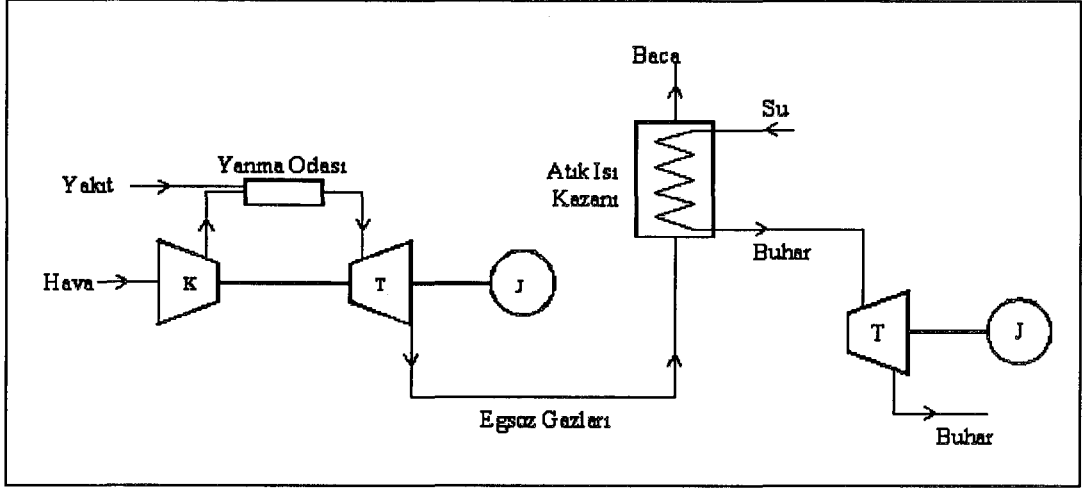 Baca
Su
Yanma Odası
Yakıt
Atık Isı
Kazanı
Buhar
Hava
K
T
J
T
J
Egsoz Gazları
Buhar